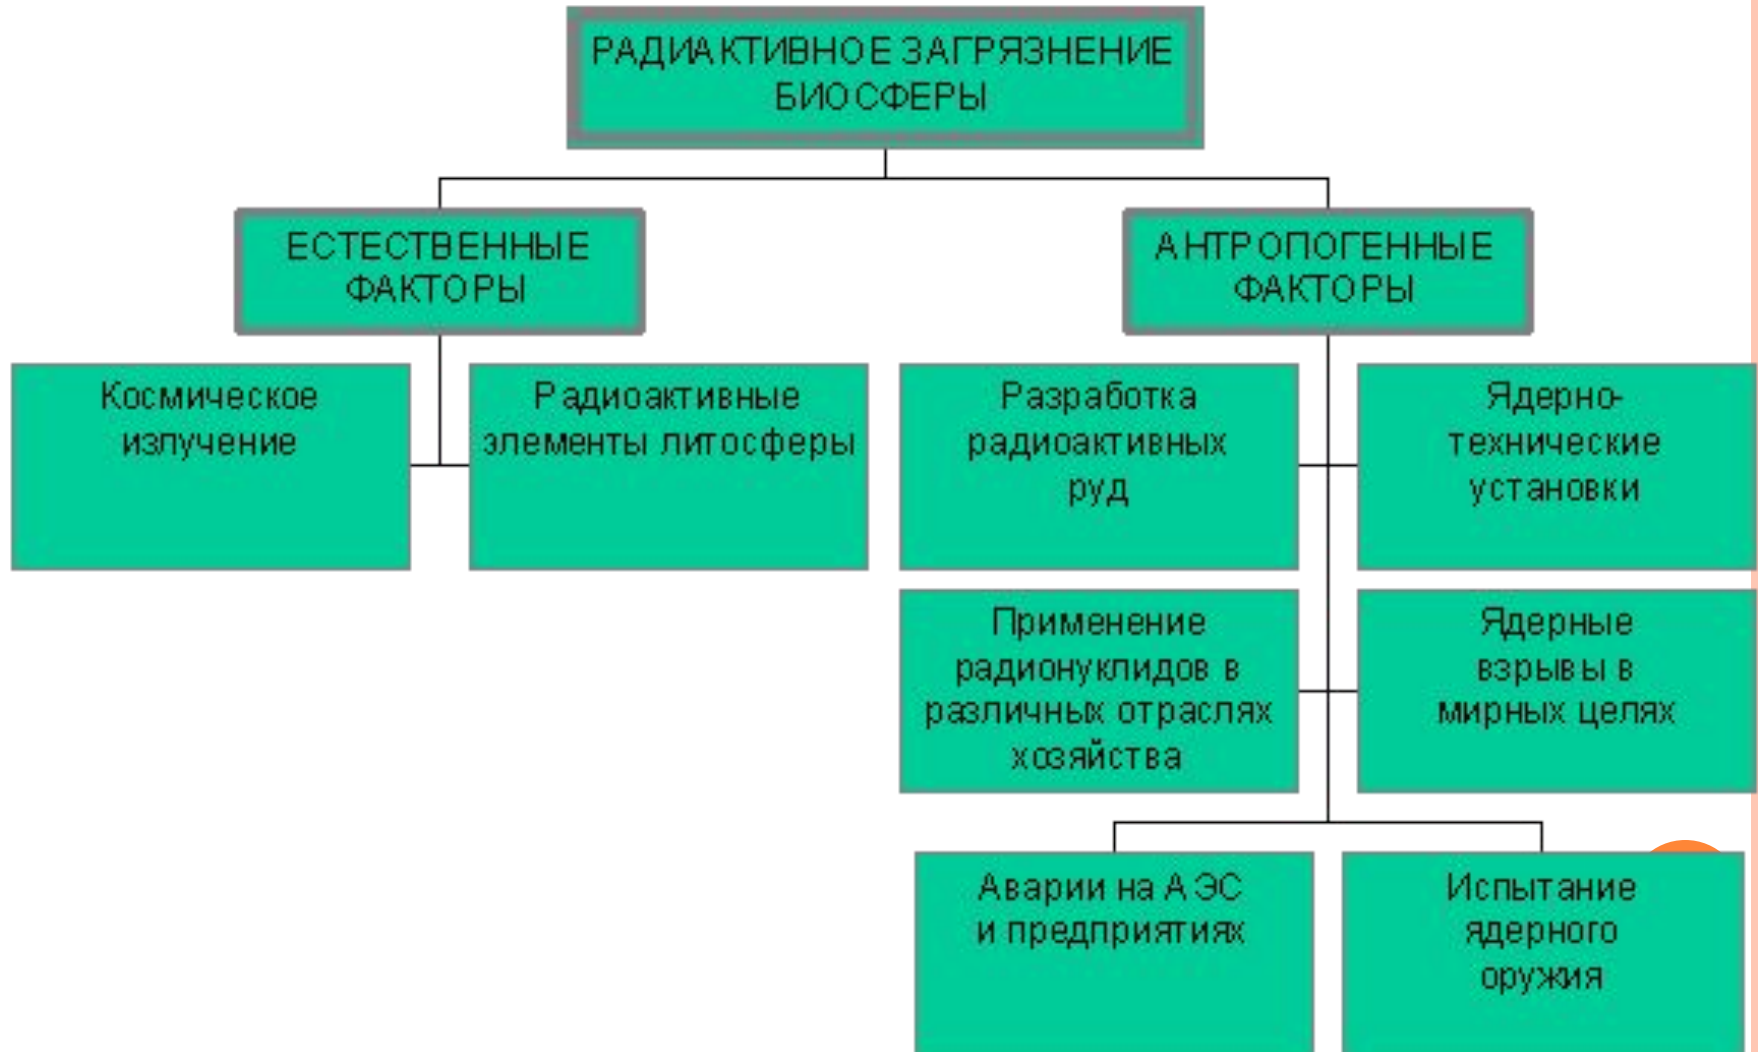 РАДИАКТИВНОЕ ЗАГРЯЗНЕНИЕ
БИОСФЕРЫ
ЕСТЕСТВЕННЫЕ
ФАКТОРЫ
АНТРОПОГЕННЫЕ
ФАКТОРЫ
Космическое
излучение
Радиоактивные
элементы литосферы
Разработка
радиоактивных
руд
Ядерно-
технические
установки
Применение
радионуклидов в
различных отраслях
хозяйства
Ядерные
взрывы в
мирных целях
Аварии на АЭС
и предприятиях
Испытание
ядерного
оружия